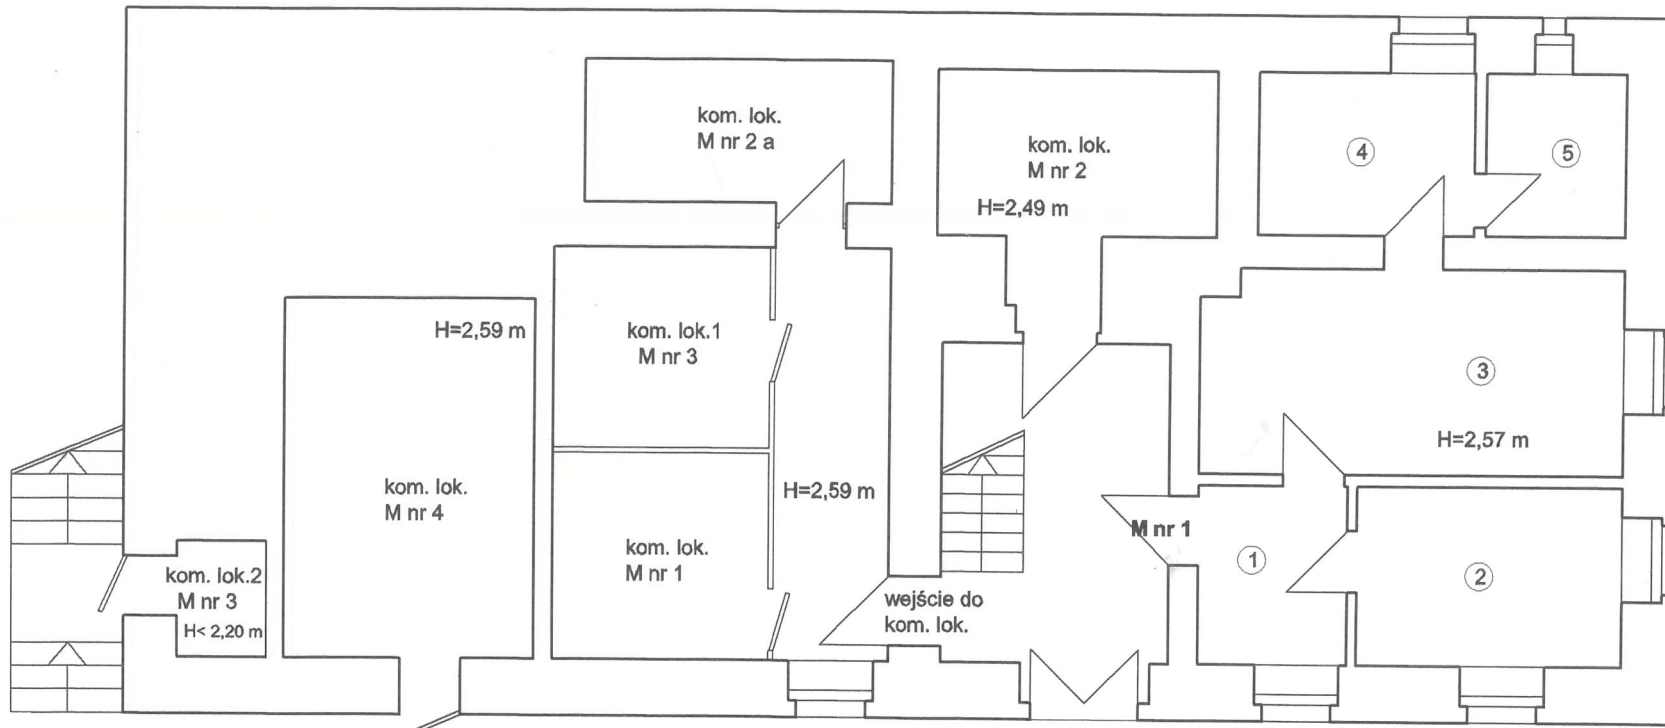 kom. lok.
M nr 2 a
kom. lok.
M nr 2
H=2,49 m
4
5
H=2,59 m
kom. lok.1
M nr 3
3
H=2,57 m
kom. lok.
M nr 4
H=2,59 m
kom. lok.
M nr 1
M nr 1
1
2
kom. lok.2
M nr 3
H< 2,20 m
wejście do
kom. lok.